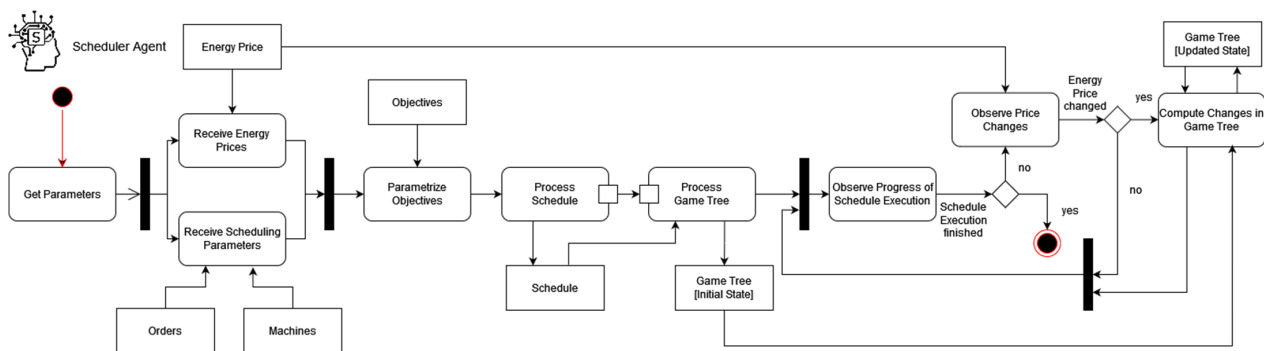 S
Scheduler Agent
Energy Price
Game Tree
[Updated State]
Objectives
Energy
Price
changed
yes
Receive Energy
Prices
Observe Price
Changes
Compute Changes in
Game Tree
no
Get Parameters
Parametrize
Objectives
Process
Schedule
Process
Game Tree
Observe Progress of
Schedule Execution
no
Schedule
Execution
finished
yes
Receive Scheduling
Parameters
Schedule
Game Tree
[Initial State]
Orders
Machines